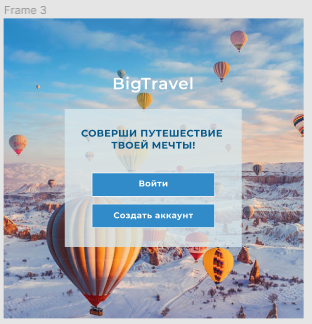 Frame 3
BigTravel
СОВЕРШИ ПУТЕШЕСТВИЕ
ТВОЕЙ МЕЧТЫ!
Войти
Создать аккаунт